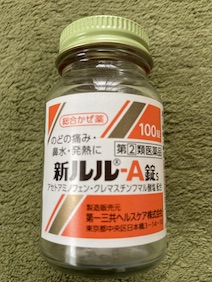 総合かぜ薬
100錠
のどの痛み・
鼻水・発熱に
第②類医薬品
新ルル®-A錠s
アセトアミノフェン・クレマスチンフマル酸塩配合
製造販売元
第一三共ヘルスケア株式会社
東京都中央区日本橋3-14-10